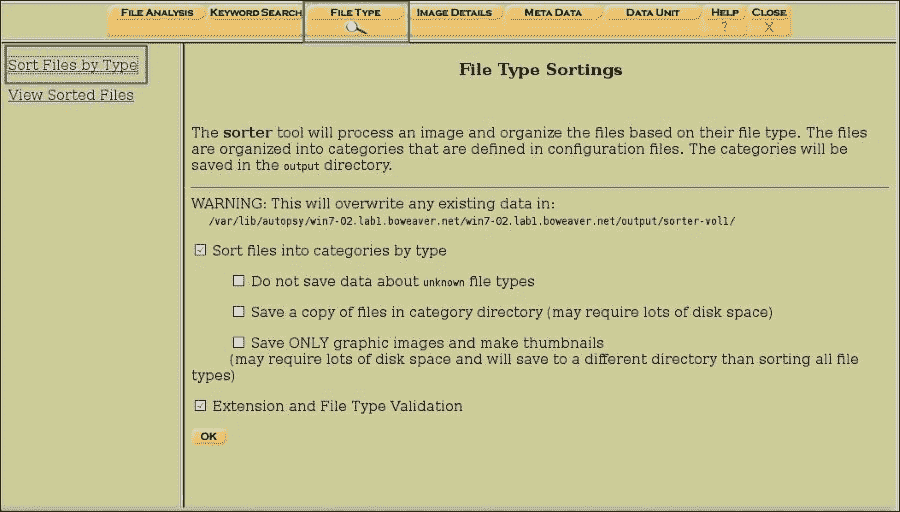 FILE ANALYSIS KEYWORD SEARCH FILE TYPE IMAGE DETAILS META DATA DATA UNIT HELP CLOSE
? X
Sort Files by Type
View Sorted Files
File Type Sortings
The sorter tool will process an image and organize the files based on their file type. The files
are organized into categories that are defined in configuration files. The categories will be
saved in the output directory.
WARNING: This will overwrite any existing data in:
/var/lib/autopsy/win7-02.lab1.boweaver.net/win7-02.lab1.boweaver.net/output/sorter-vol1/
Sort files into categories by type
Do not save data about unknown file types
Save a copy of files in category directory (may require lots of disk space)
Save ONLY graphic images and make thumbnails
(may require lots of disk space and will save to a different directory than sorting all file
types)
Extension and File Type Validation
OK